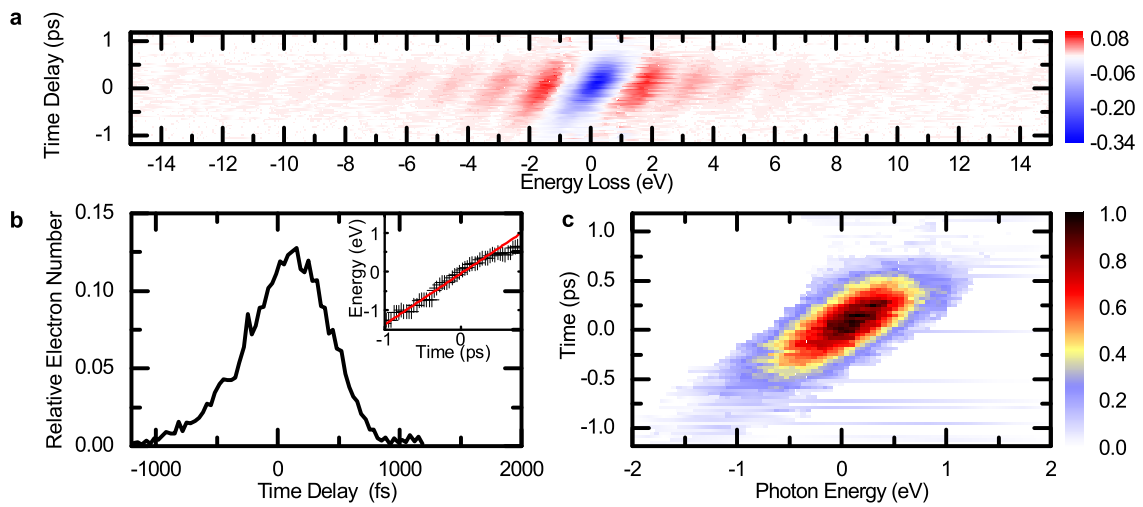 a
Time Delay (ps)
1
0
-1
0.08
-0.06
-0.20
-0.34
-14 -12 -10 -8 -6 -4 -2 0 2 4 6 8 10 12 14
Energy Loss (eV)
b
Relative Electron Number
0.15
0.10
0.05
0.00
-1000 0 1000 2000
Time Delay (fs)
Energy (eV)
1
0
-1
-1 0
Time (ps)
c
Time (ps)
1.0
0.5
0.0
-0.5
-1.0
-2 -1 0 1 2
Photon Energy (eV)
1.0
0.8
0.6
0.4
0.2
0.0